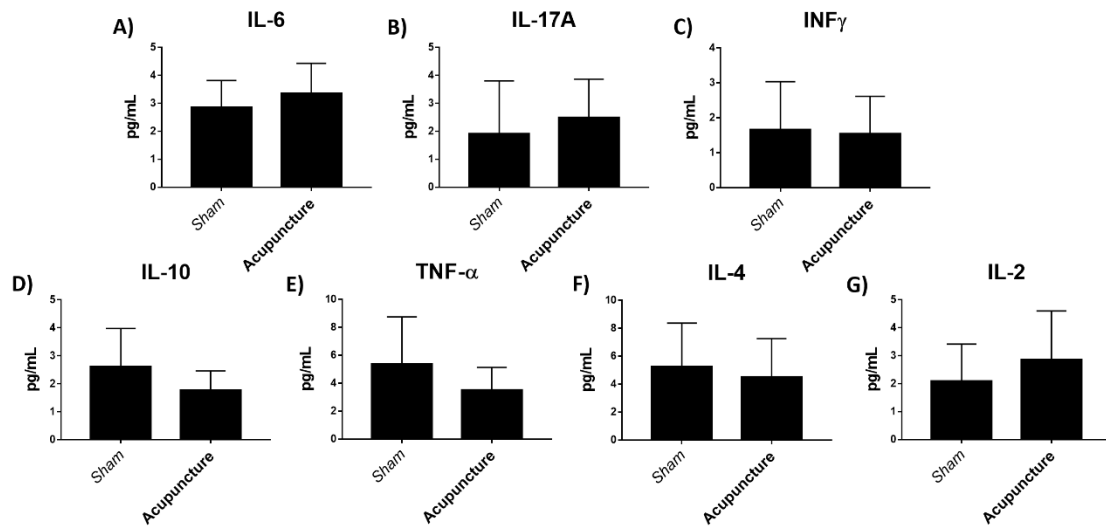 A) IL-6
pg/mL
5
4
3
2
1
0
Sham
Acupuncture
B) IL-17A
pg/mL
5
4
3
2
1
0
Sham
Acupuncture
C) INFγ
pg/mL
4
3
2
1
0
Sham
Acupuncture
D) IL-10
pg/mL
5
4
3
2
1
0
Sham
Acupuncture
E) TNF-α
pg/mL
10
8
6
4
2
0
Sham
Acupuncture
F) IL-4
pg/mL
10
8
6
4
2
0
Sham
Acupuncture
G) IL-2
pg/mL
5
4
3
2
1
0
Sham
Acupuncture